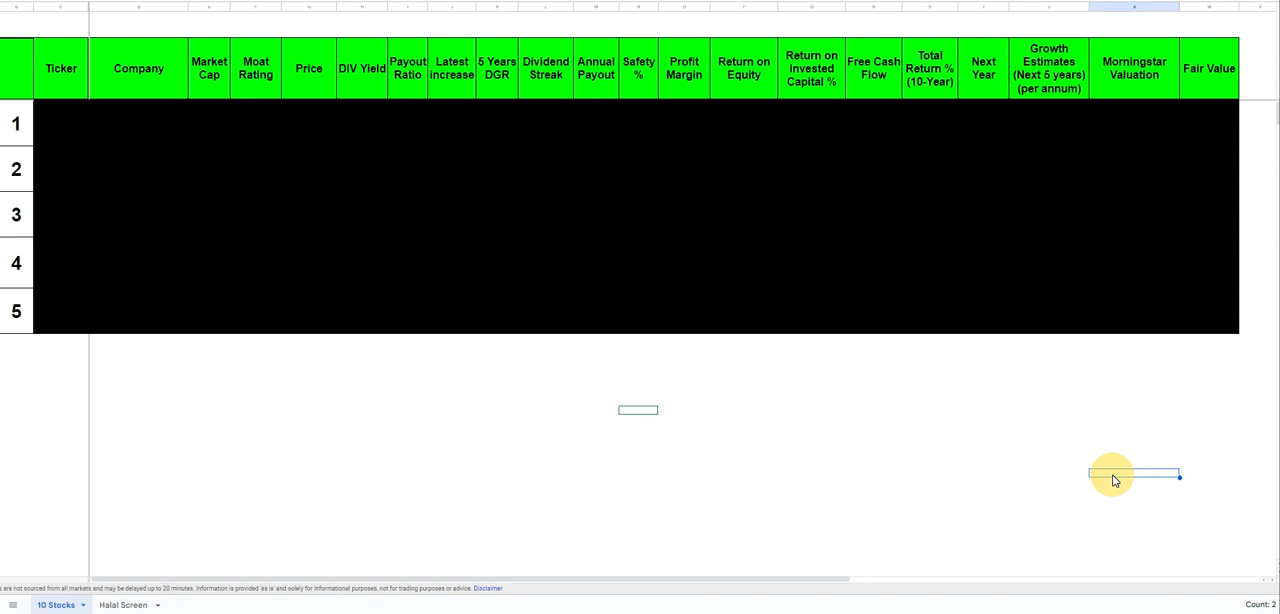 Ticker
Company
Market
Cap
Moat
Rating
Price
DIV Yield
Payout
Ratio
Latest
increase
5 Years
DGR
Dividend
Streak
Annual
Payout
Safety
%
Profit
Margin
Return on
Equity
Return on
Invested
Capital %
Free Cash
Flow
Total
Return %
(10-Year)
Next
Year
Growth
Estimates
(Next 5 years)
(per annum)
Morningstar
Valuation
Fair Value
1
2
3
4
5
s are not sourced from all markets and may be delayed up to 20 minutes. Information is provided 'as is' and solely for informational purposes, not for trading purposes or advice. Disclaimer
10 Stocks
Halal Screen
Count: 2